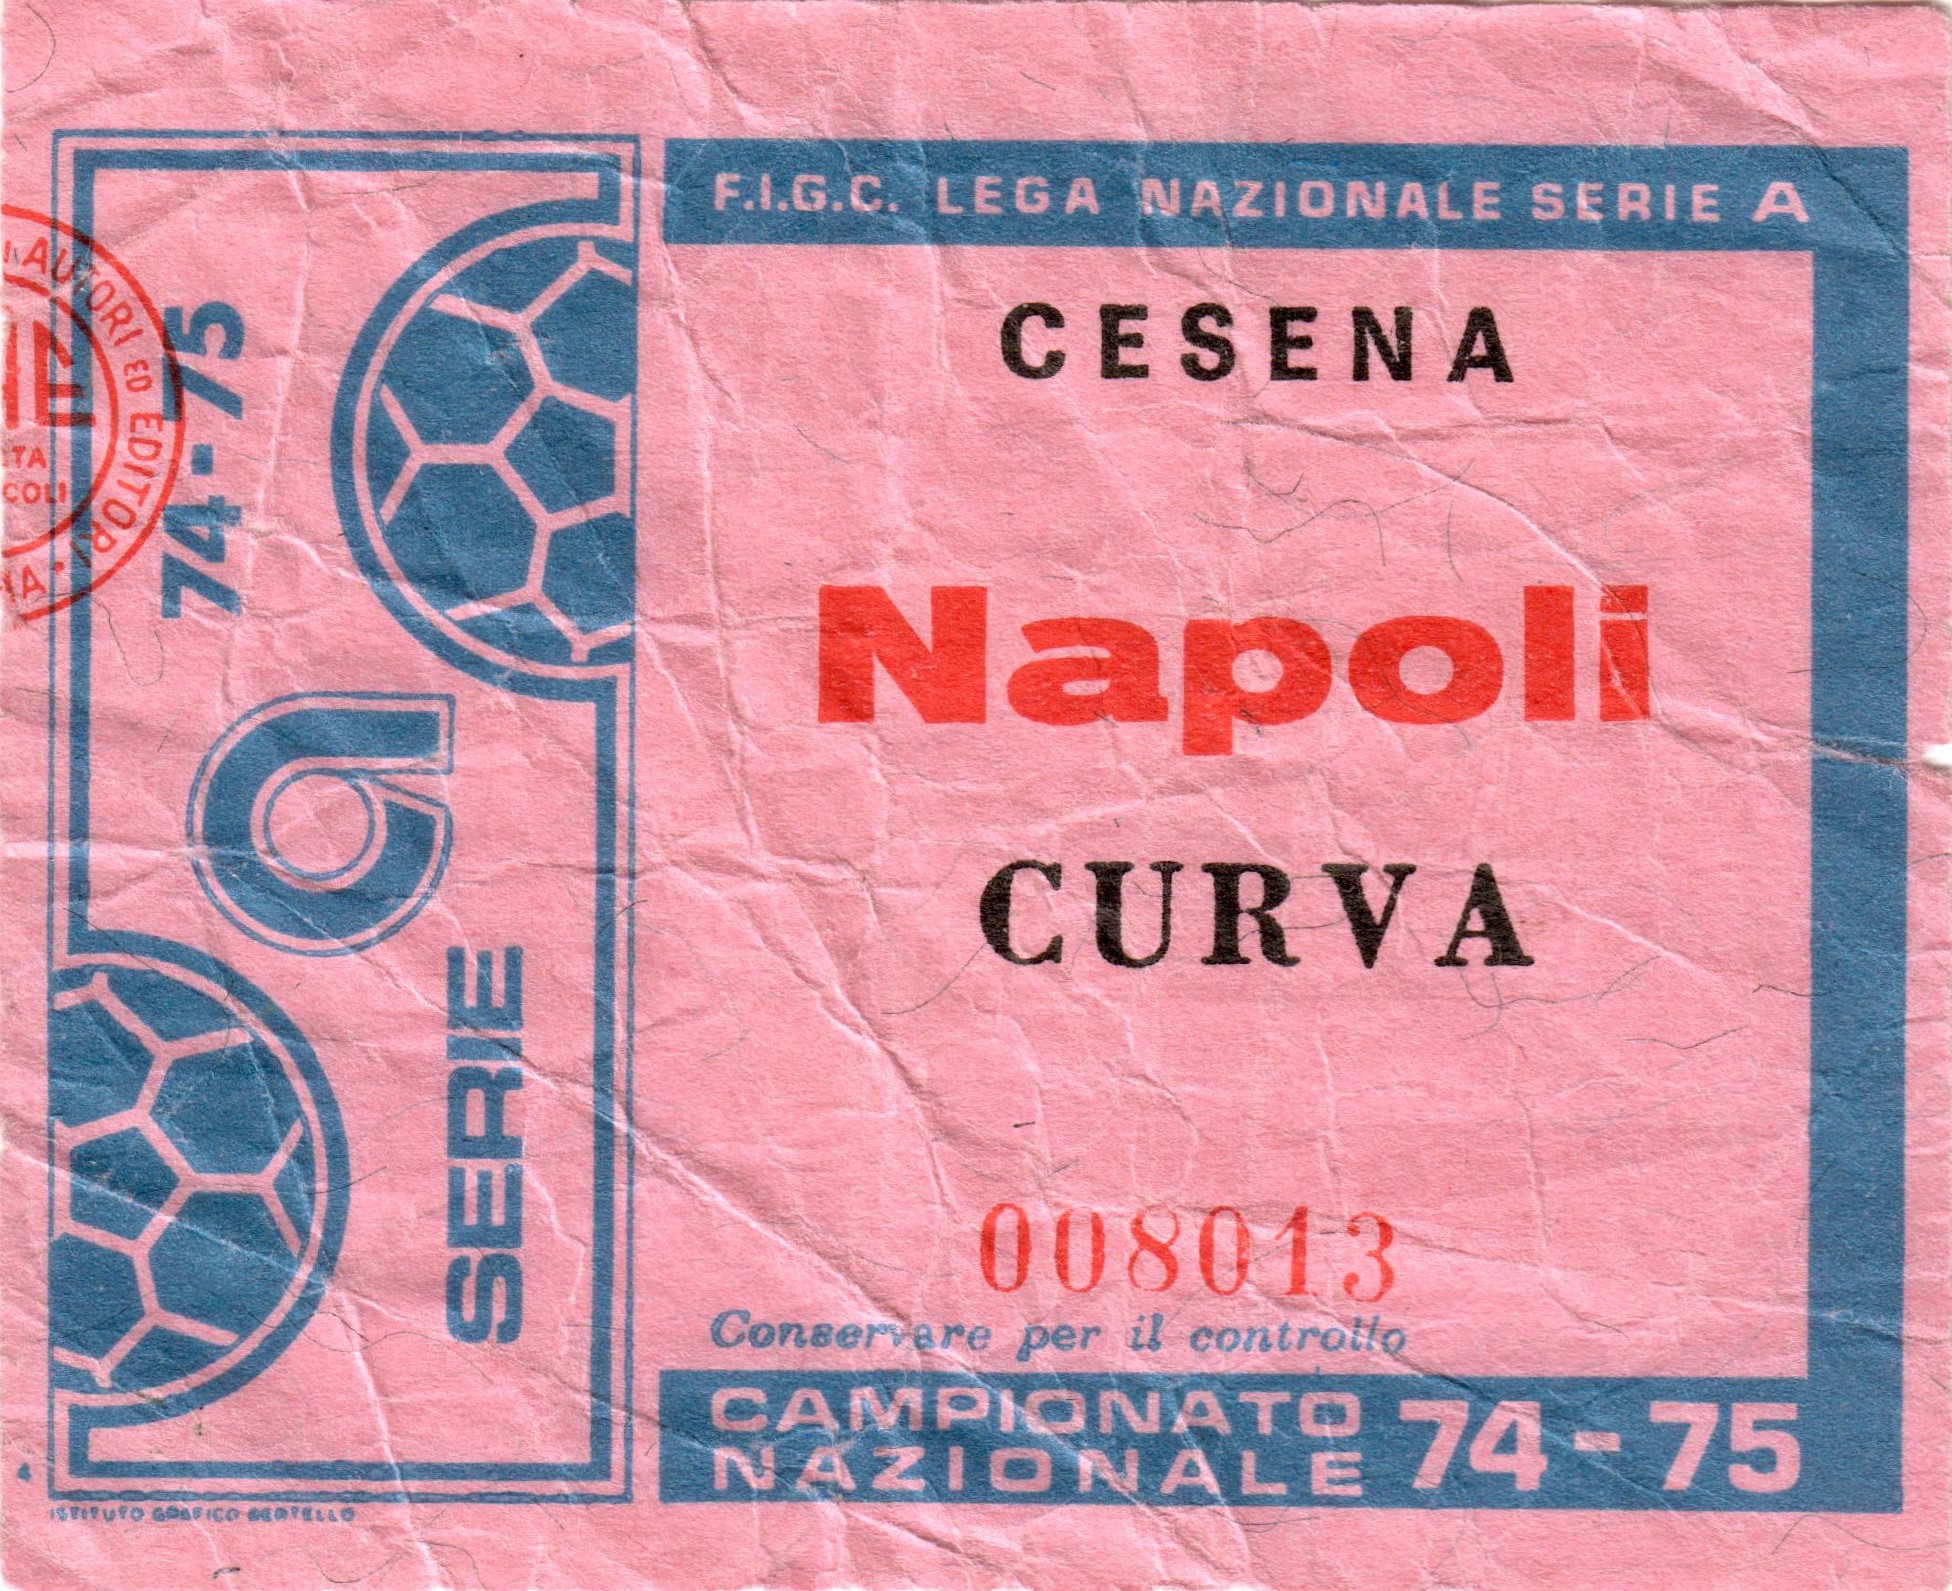 F.I.G.C. LEGA NAZIONALE SERIE A
CESENA
Napoli
CURVA
008013
Conservare per il controllo
CAMPIONATO
NAZIONALE 74-75
74-75
a
SERIE
AUTORI ED EDITORI
4
ISTITUTO GRAFICO BERTELLO